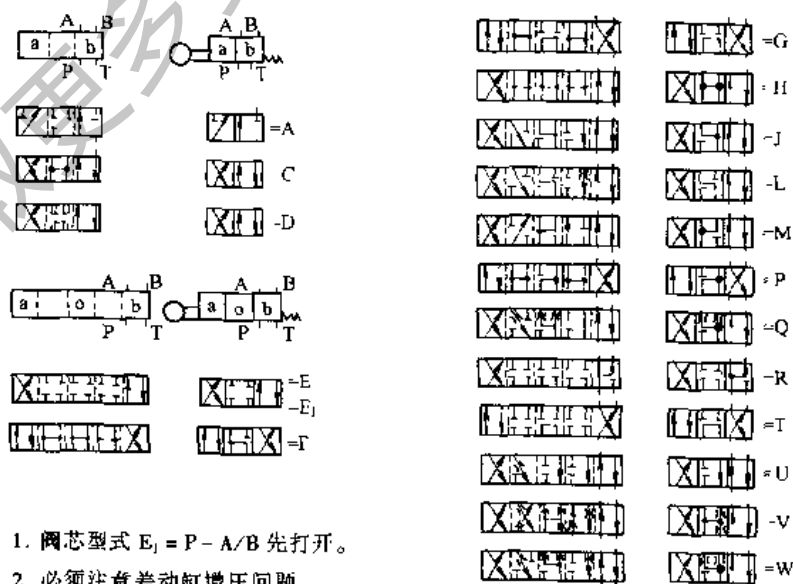 A B
a b
P T
A B
a b
P T
=A
C
-D
A B
a o b
P T
A B
a o b
P T
=E
=E₁
=F
=G
=H
=J
-L
=M
=P
=Q
=R
=T
=U
-V
=W
1. 阀芯型式 E₁ = P - A/B 先打开。
2. 必须注意差动缸增压问题